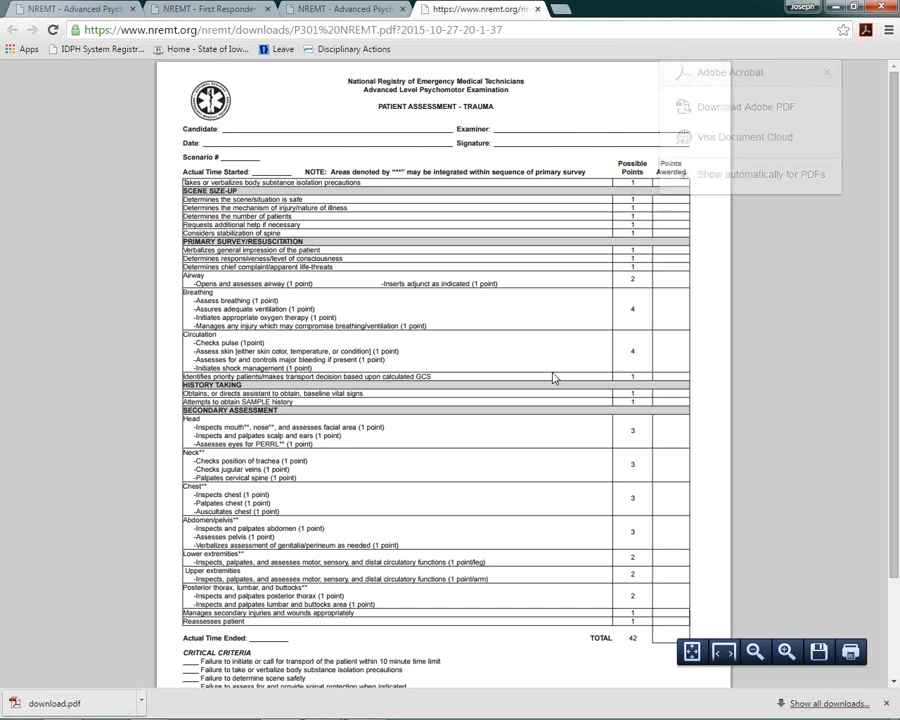 Joseph
NREMT - Advanced Psych
NREMT - First Responder
NREMT - Advanced Psych
https://www.nremt.org/nr
https://www.nremt.org/nremt/downloads/P301%20NREMT.pdf?2015-10-27-20-1-37
Apps
IDPH System Registr...
Home - State of Iow...
Leave
Disciplinary Actions
Adobe Acrobat
Download Adobe PDF
Visit Document Cloud
Show automatically for PDFs
National Registry of Emergency Medical Technicians
Advanced Level Psychomotor Examination
PATIENT ASSESSMENT - TRAUMA
Candidate: Examiner:
Date: Signature:
Scenario #
Actual Time Started: NOTE: Areas denoted by "**" may be integrated within sequence of primary survey
Possible Points
Points Awarded
Takes or verbalizes body substance isolation precautions 1
SCENE SIZE-UP
Determines the scene/situation is safe 1
Determines the mechanism of injury/nature of illness 1
Determines the number of patients 1
Requests additional help if necessary 1
Considers stabilization of spine 1
PRIMARY SURVEY/RESUSCITATION
Verbalizes general impression of the patient 1
Determines responsiveness/level of consciousness 1
Determines chief complaint/apparent life-threats 1
Airway 2
-Opens and assesses airway (1 point) -Inserts adjunct as indicated (1 point)
Breathing
-Assess breathing (1 point)
-Assures adequate ventilation (1 point) 4
-Initiates appropriate oxygen therapy (1 point)
-Manages any injury which may compromise breathing/ventilation (1 point)
Circulation
-Checks pulse (1point)
-Assess skin [either skin color, temperature, or condition] (1 point) 4
-Assesses for and controls major bleeding if present (1 point)
-Initiates shock management (1 point)
Identifies priority patients/makes transport decision based upon calculated GCS 1
HISTORY TAKING
Obtains, or directs assistant to obtain, baseline vital signs 1
Attempts to obtain SAMPLE history 1
SECONDARY ASSESSMENT
Head
-Inspects mouth**, nose**, and assesses facial area (1 point) 3
-Inspects and palpates scalp and ears (1 point)
-Assesses eyes for PERRL** (1 point)
Neck**
-Checks position of trachea (1 point) 3
-Checks jugular veins (1 point)
-Palpates cervical spine (1 point)
Chest**
-Inspects chest (1 point) 3
-Palpates chest (1 point)
-Auscultates chest (1 point)
Abdomen/pelvis**
-Inspects and palpates abdomen (1 point) 3
-Assesses pelvis (1 point)
-Verbalizes assessment of genitalia/perineum as needed (1 point)
Lower extremities** 2
-Inspects, palpates, and assesses motor, sensory, and distal circulatory functions (1 point/leg)
Upper extremities 2
-Inspects, palpates, and assesses motor, sensory, and distal circulatory functions (1 point/arm)
Posterior thorax, lumbar, and buttocks**
-Inspects and palpates posterior thorax (1 point) 2
-Inspects and palpates lumbar and buttocks area (1 point)
Manages secondary injuries and wounds appropriately 1
Reassesses patient 1
Actual Time Ended: TOTAL 42
CRITICAL CRITERIA
Failure to initiate or call for transport of the patient within 10 minute time limit
Failure to take or verbalize body substance isolation precautions
Failure to determine scene safety
Failure to assess for and provide spinal protection when indicated
download.pdf
Show all downloads...